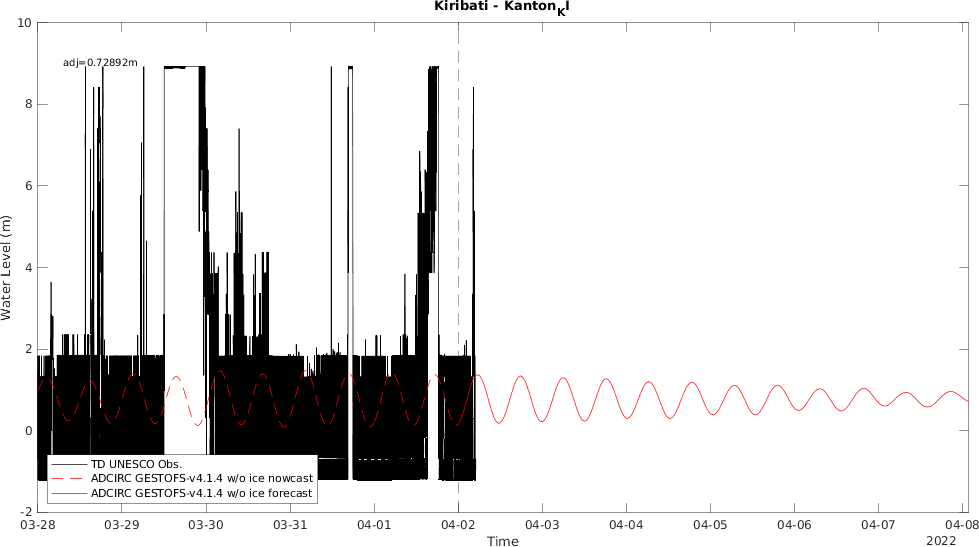 Kiribati - Kanton_KI
10
adj=0.72892m
8
6
4
2
0
-2
Water Level (m)
TD UNESCO Obs.
ADCIRC GESTOFS-v4.1.4 w/o ice nowcast
ADCIRC GESTOFS-v4.1.4 w/o ice forecast
03-28 03-29 03-30 03-31 04-01 04-02 04-03 04-04 04-05 04-06 04-07 04-08
Time
2022